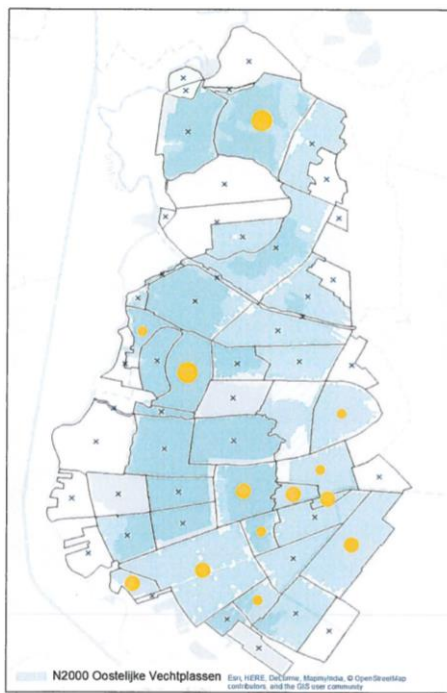 N2000 Oostelijke Vechtplassen
Esri, HERE, DeLorme, MapmyIndia, © OpenStreetMap
contributors, and the GIS user community